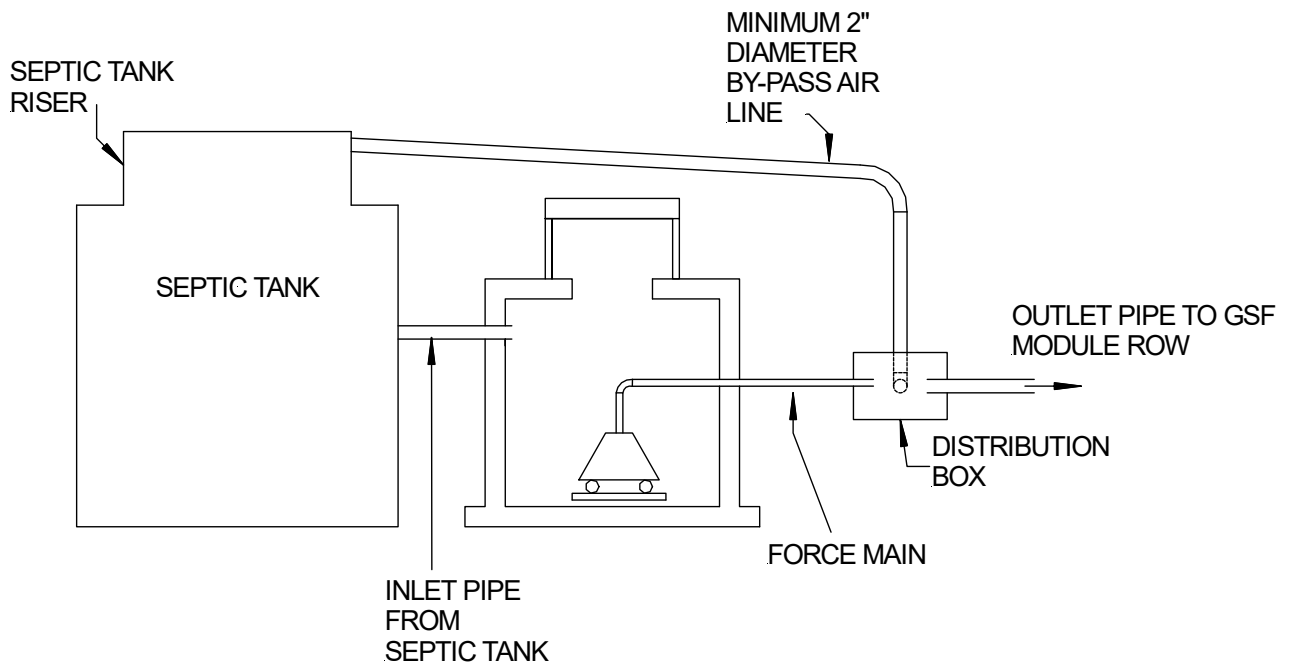 MINIMUM 2"
DIAMETER
BY-PASS AIR
LINE
SEPTIC TANK
RISER
SEPTIC TANK
OUTLET PIPE TO GSF
MODULE ROW
DISTRIBUTION
BOX
FORCE MAIN
INLET PIPE
FROM
SEPTIC TANK